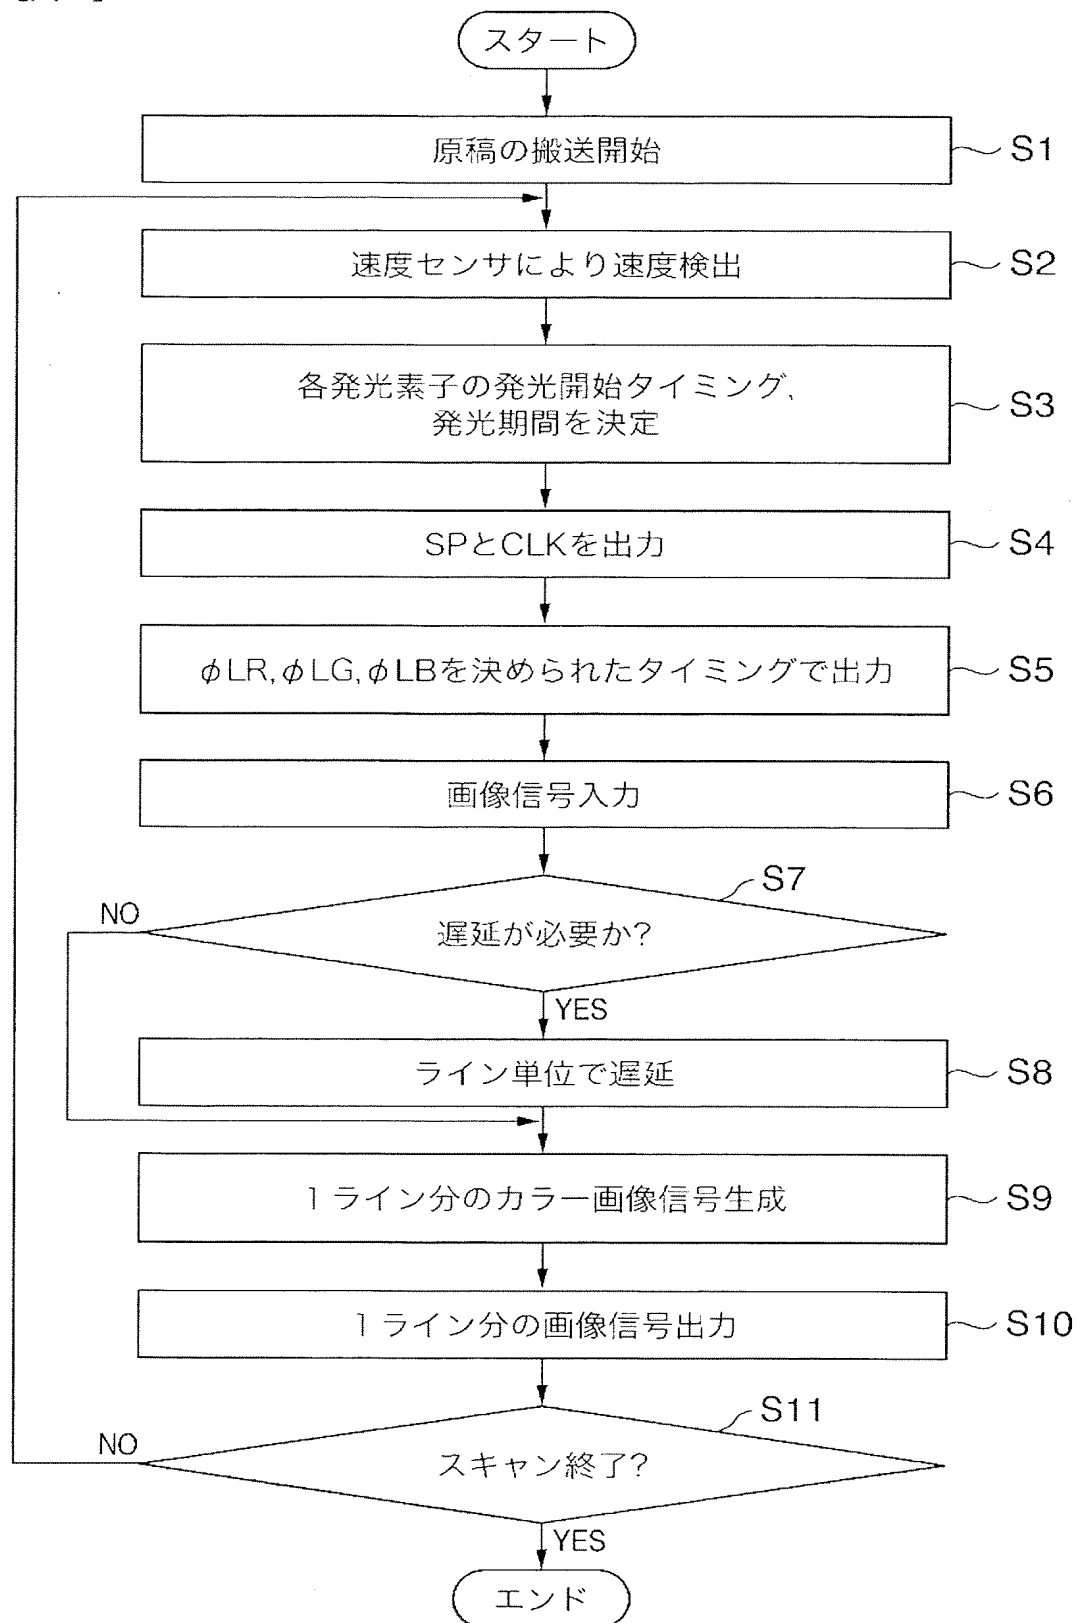 スタート
原稿の搬送開始
S1
速度センサにより速度検出
S2
各発光素子の発光開始タイミング,
発光期間を決定
S3
SPとCLKを出力
S4
φLR,φLG,φLBを決められたタイミングで出力
S5
画像信号入力
S6
S7
NO
遅延が必要か?
YES
ライン単位で遅延
S8
1ライン分のカラー画像信号生成
S9
1ライン分の画像信号出力
S10
S11
NO
スキャン終了?
YES
エンド